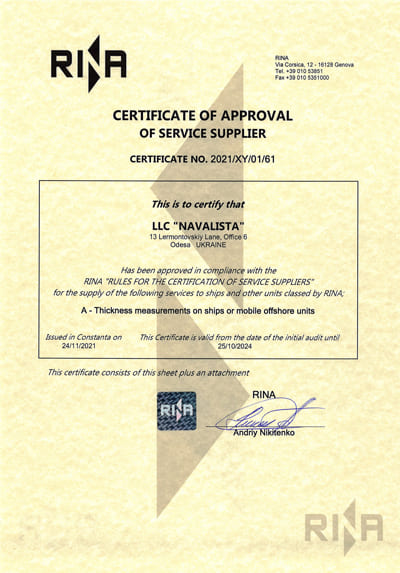 RINA
RINA
Via Corsica, 12 - 16128 Genova
Tel. +39 010 53851
Fax +39 010 5351000
CERTIFICATE OF APPROVAL
OF SERVICE SUPPLIER
CERTIFICATE NO. 2021/XY/01/61
This is to certify that
LLC "NAVALISTA"
13 Lermontovskiy Lane, Office 6
Odesa UKRAINE
Has been approved in compliance with the
RINA "RULES FOR THE CERTIFICATION OF SERVICE SUPPLIERS"
for the supply of the following services to ships and other units classed by RINA;
A - Thickness measurements on ships or mobile offshore units
Issued in Constanta on This Certificate is valid from the date of the initial audit until
24/11/2021 25/10/2024
This certificate consists of this sheet plus an attachment
RINA
RINA
Andriy Nikitenko
RINA